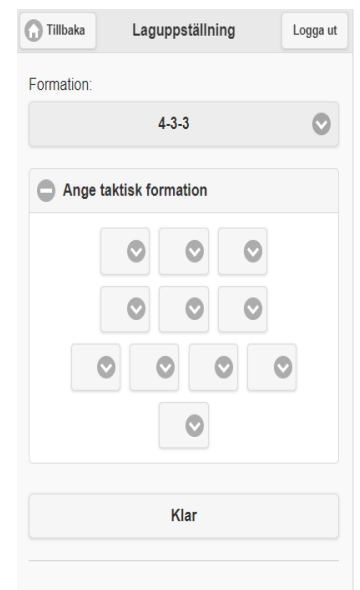 Tillbaka Laguppställning Logga ut
Formation:
4-3-3
Ange taktisk formation
Klar